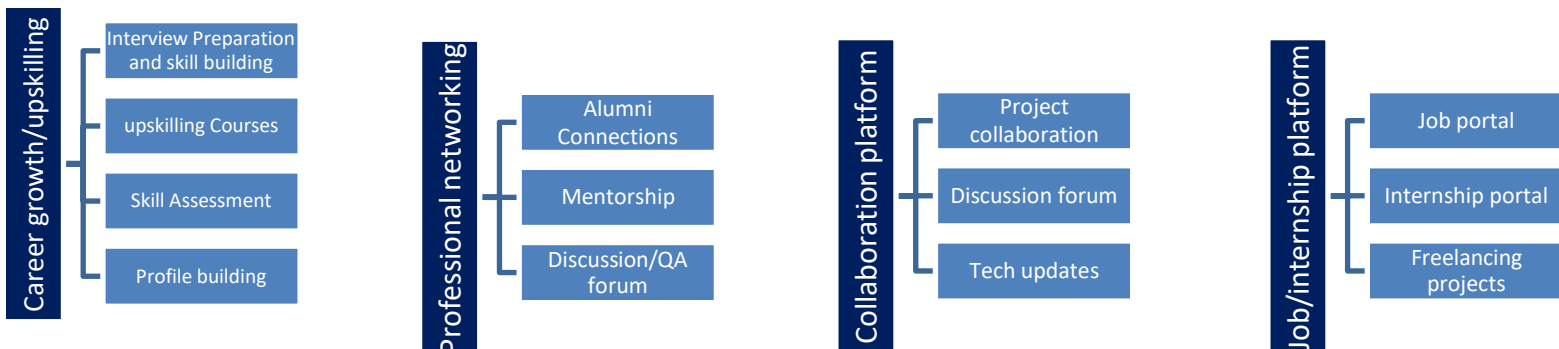 Career growth/upskilling
Interview Preparation
and skill building
upskilling Courses
Skill Assessment
Profile building
Professional networking
Alumni
Connections
Mentorship
Discussion/QA
forum
Collaboration platform
Project
collaboration
Discussion forum
Tech updates
Job/internship platform
Job portal
Internship portal
Freelancing
projects